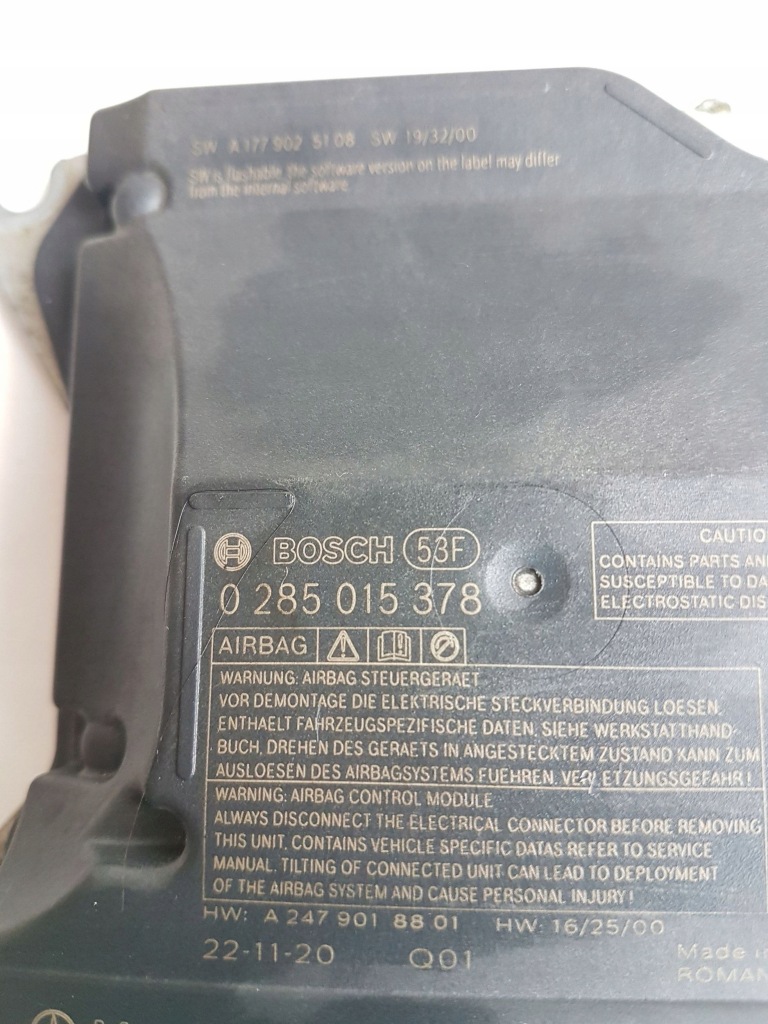 SW A 177 902 51 08 SW 19/32/00
SW is flashable, the software version on the label may differ
from the internal software.
BOSCH 53F
0 285 015 378
CAUTIO
CONTAINS PARTS AN
SUSCEPTIBLE TO DA
ELECTROSTATIC DIS
AIRBAG
WARNUNG: AIRBAG STEUERGERAET
VOR DEMONTAGE DIE ELEKTRISCHE STECKVERBINDUNG LOESEN.
ENTHAELT FAHRZEUGSPEZIFISCHE DATEN, SIEHE WERKSTATTHAND-
BUCH, DREHEN DES GERAETS IN ANGESTECKTEM ZUSTAND KANN ZUM
AUSLOESEN DES AIRBAGSYSTEMS FUEHREN, VERLETZUNGSGEFAHR!
WARNING: AIRBAG CONTROL MODULE
ALWAYS DISCONNECT THE ELECTRICAL CONNECTOR BEFORE REMOVING
THIS UNIT. CONTAINS VEHICLE SPECIFIC DATAS REFER TO SERVICE
MANUAL. TILTING OF CONNECTED UNIT CAN LEAD TO DEPLOYMENT
OF THE AIRBAG SYSTEM AND CAUSE PERSONAL INJURY!
HW: A 247 901 88 01 HW: 16/25/00
22-11-20 Q01
Made in
ROMAN